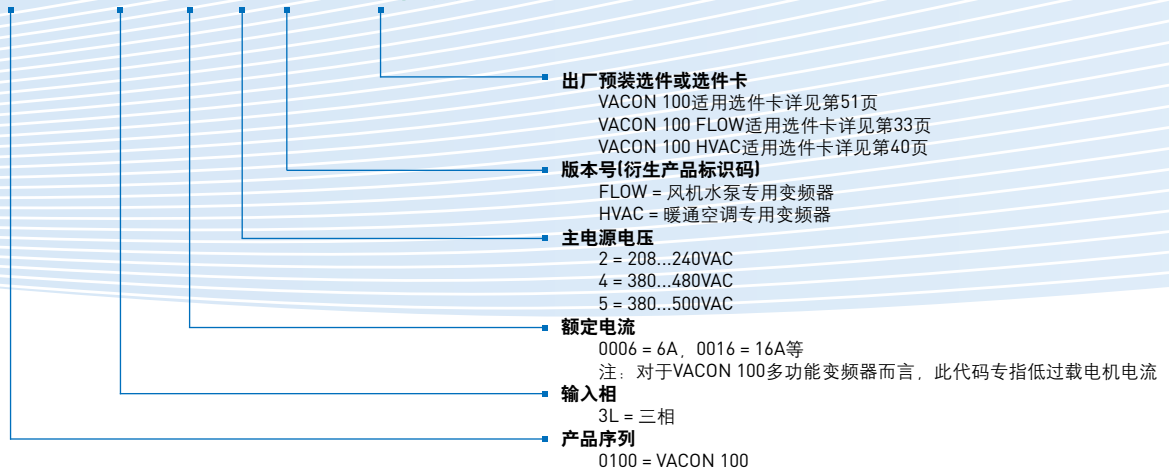 出厂预装选件或选件卡
VACON 100适用选件卡详见第51页
VACON 100 FLOW适用选件卡详见第33页
VACON 100 HVAC适用选件卡详见第40页
版本号(衍生产品标识码)
FLOW = 风机水泵专用变频器
HVAC = 暖通空调专用变频器
主电源电压
2 = 208...240VAC
4 = 380...480VAC
5 = 380...500VAC
额定电流
0006 = 6A，0016 = 16A等
注：对于VACON 100多功能变频器而言，此代码专指低过载电机电流
输入相
3L = 三相
产品序列
0100 = VACON 100